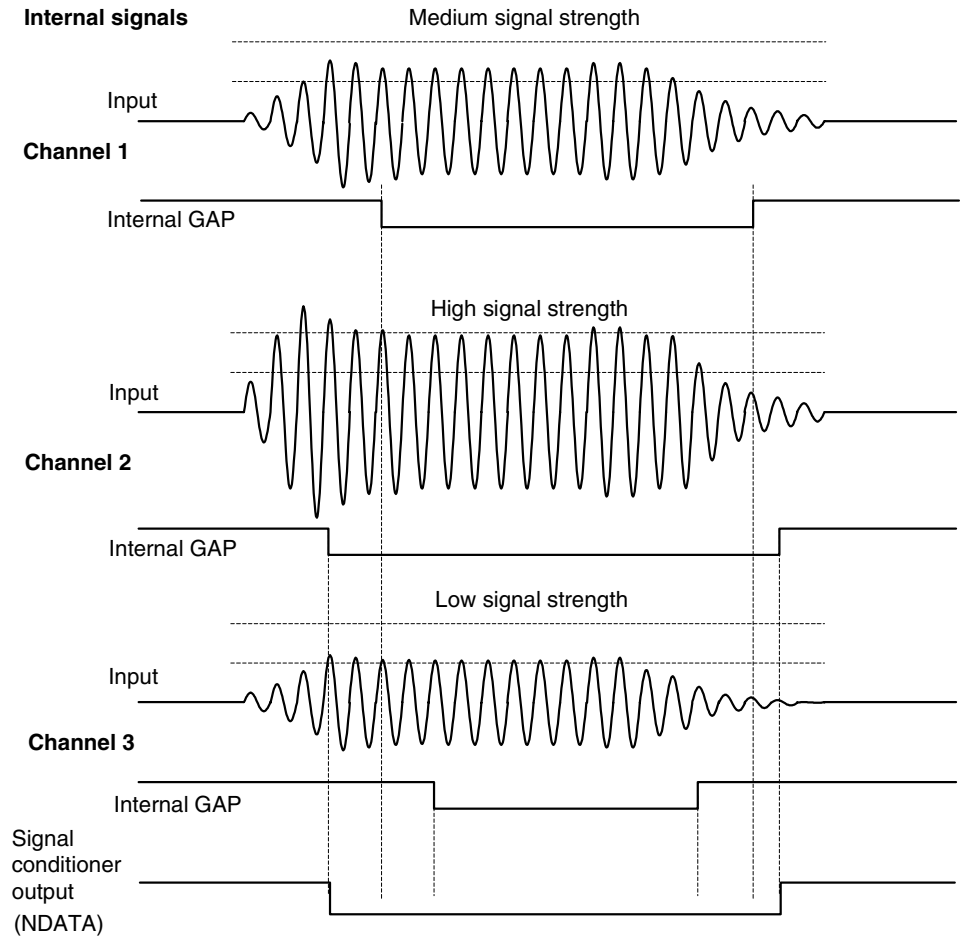 Internal signals
Medium signal strength
Input
Channel 1
Internal GAP
High signal strength
Input
Channel 2
Internal GAP
Low signal strength
Input
Channel 3
Internal GAP
Signal
conditioner
output
(NDATA)